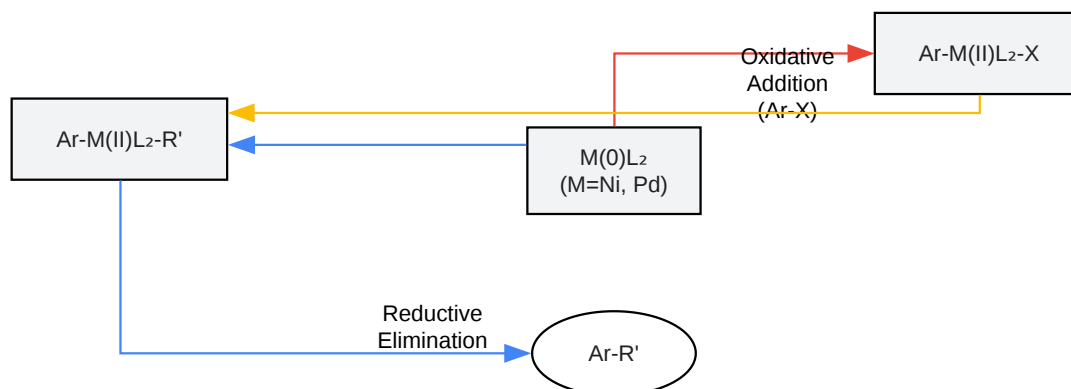 Ar-M(II)L₂-X
Oxidative
Addition
(Ar-X)
Ar-M(II)L₂-R'
M(0)L₂
(M=Ni, Pd)
Reductive
Elimination
Ar-R'